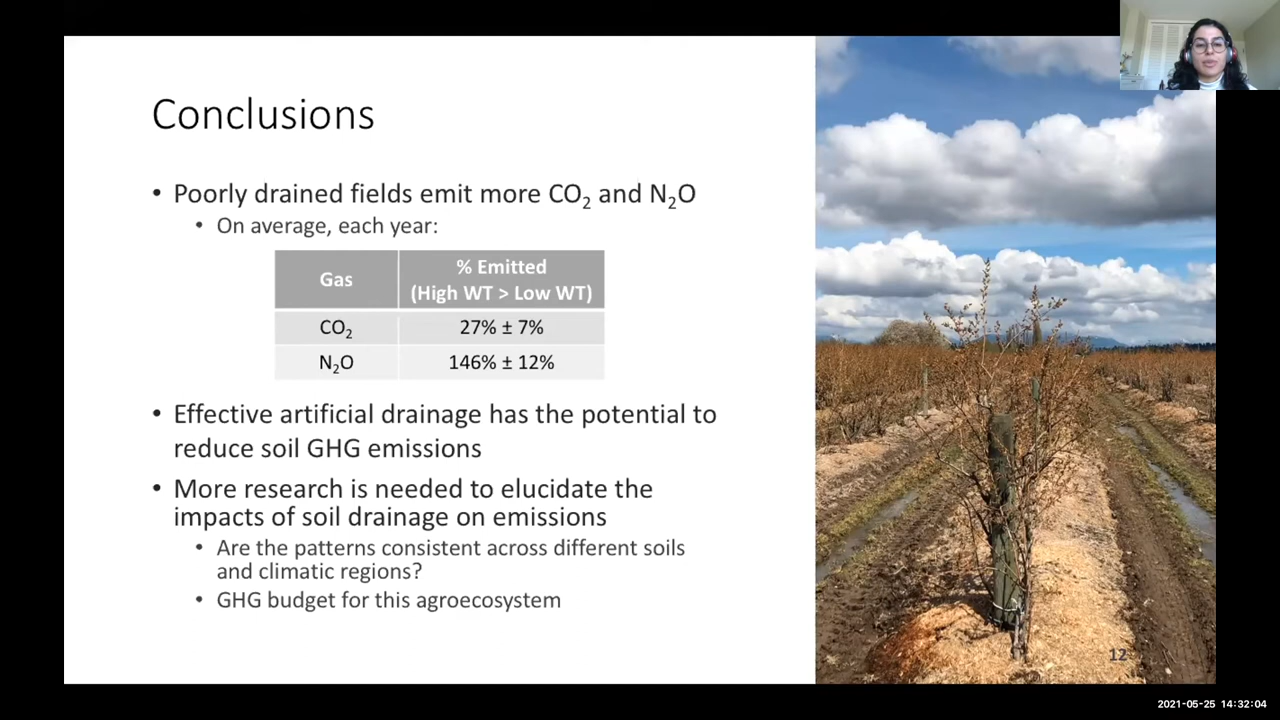 Conclusions
• Poorly drained fields emit more CO₂ and N₂O
• On average, each year:
Gas
% Emitted
(High WT > Low WT)
CO₂
27% ± 7%
N₂O
146% ± 12%
• Effective artificial drainage has the potential to
reduce soil GHG emissions
• More research is needed to elucidate the
impacts of soil drainage on emissions
• Are the patterns consistent across different soils
and climatic regions?
• GHG budget for this agroecosystem
12
2021-05-25 14:32:04